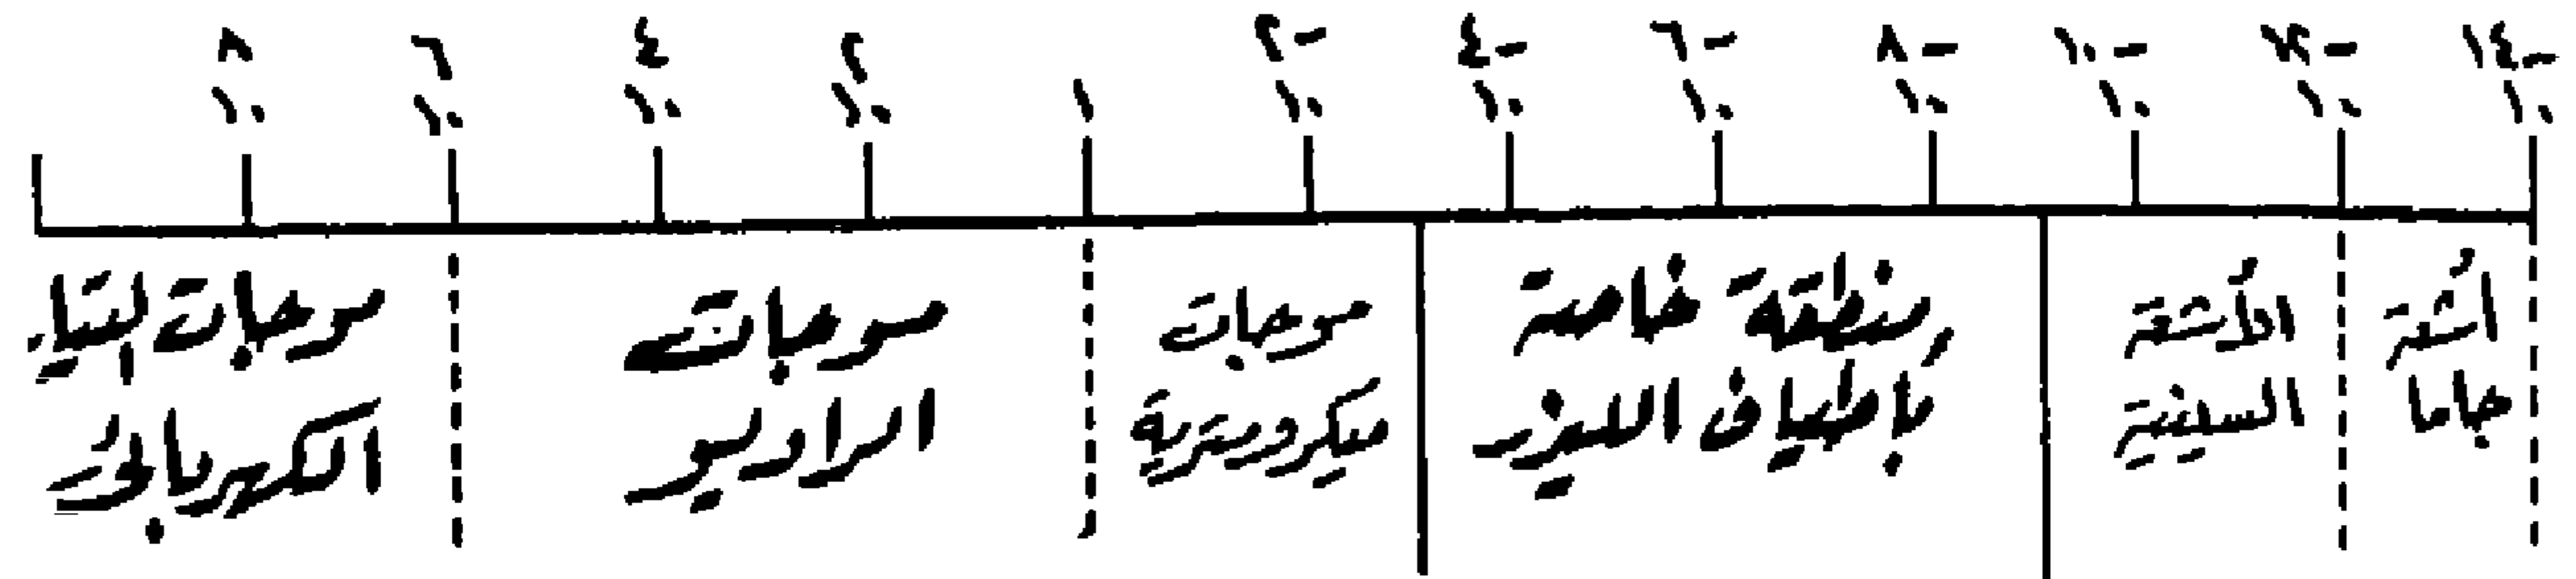 ١٤- ١٢- ١٠- ٨- ٦- ٤- ٢- ٢ ٤ ٦ ٨
١٠ ١٠ ١٠ ١٠ ١٠ ١٠ ١٠ ١ ١٠ ١٠ ١٠ ١٠
أشعة
جاما
الأشعة
السينية
منطقة خاصة
بأطياف الليزر
موجات
ميكرومترية
موجات
الراديو
موجات التيار
الكهربائى